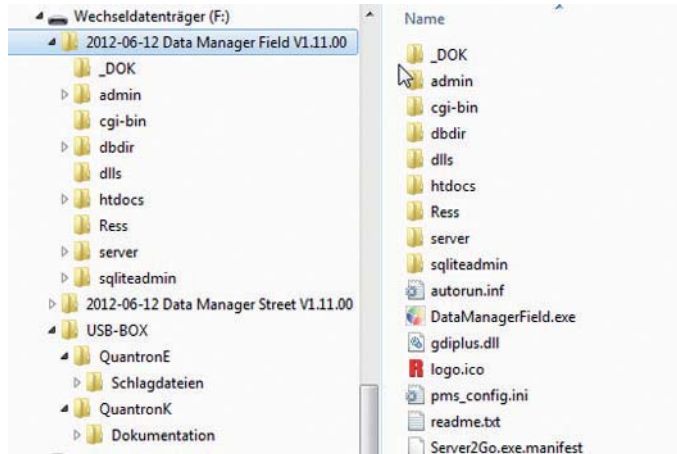 Wechseldatenträger (F:)
2012-06-12 Data Manager Field V1.11.00
_DOK
admin
cgi-bin
dbdir
dlls
htdocs
Ress
server
sqliteadmin
2012-06-12 Data Manager Street V1.11.00
USB-BOX
QuantronE
Schlagdateien
QuantronK
Dokumentation
Name
_DOK
admin
cgi-bin
dbdir
dlls
htdocs
Ress
server
sqliteadmin
autorun.inf
DataManagerField.exe
gdiplus.dll
logo.ico
pms_config.ini
readme.txt
Server2Go.exe.manifest